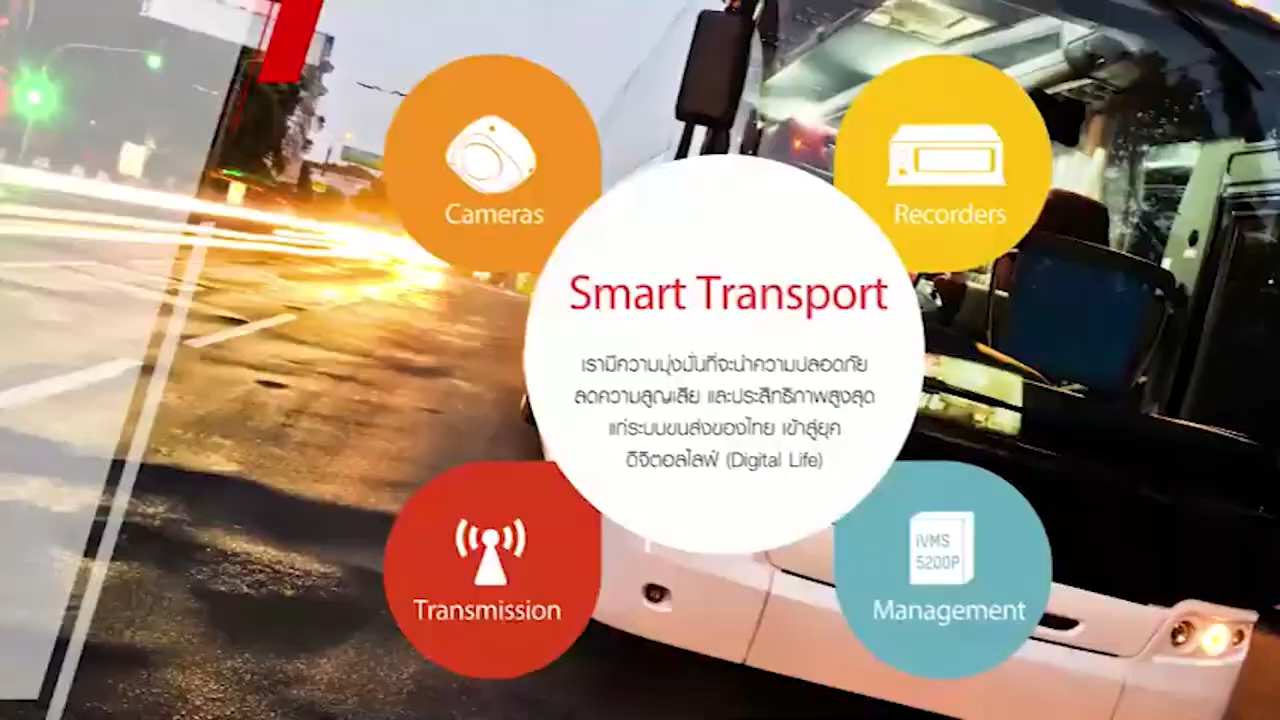 Cameras
Recorders
Smart Transport
เรามีความมุ่งมั่นที่จะนำความปลอดภัย
ลดความสูญเสีย และประสิทธิภาพสูงสุด
แก่ระบบขนส่งของไทย เข้าสู่ยุค
ดิจิตอลไลฟ์ (Digital Life)
iVMS
5200P
Transmission
Management